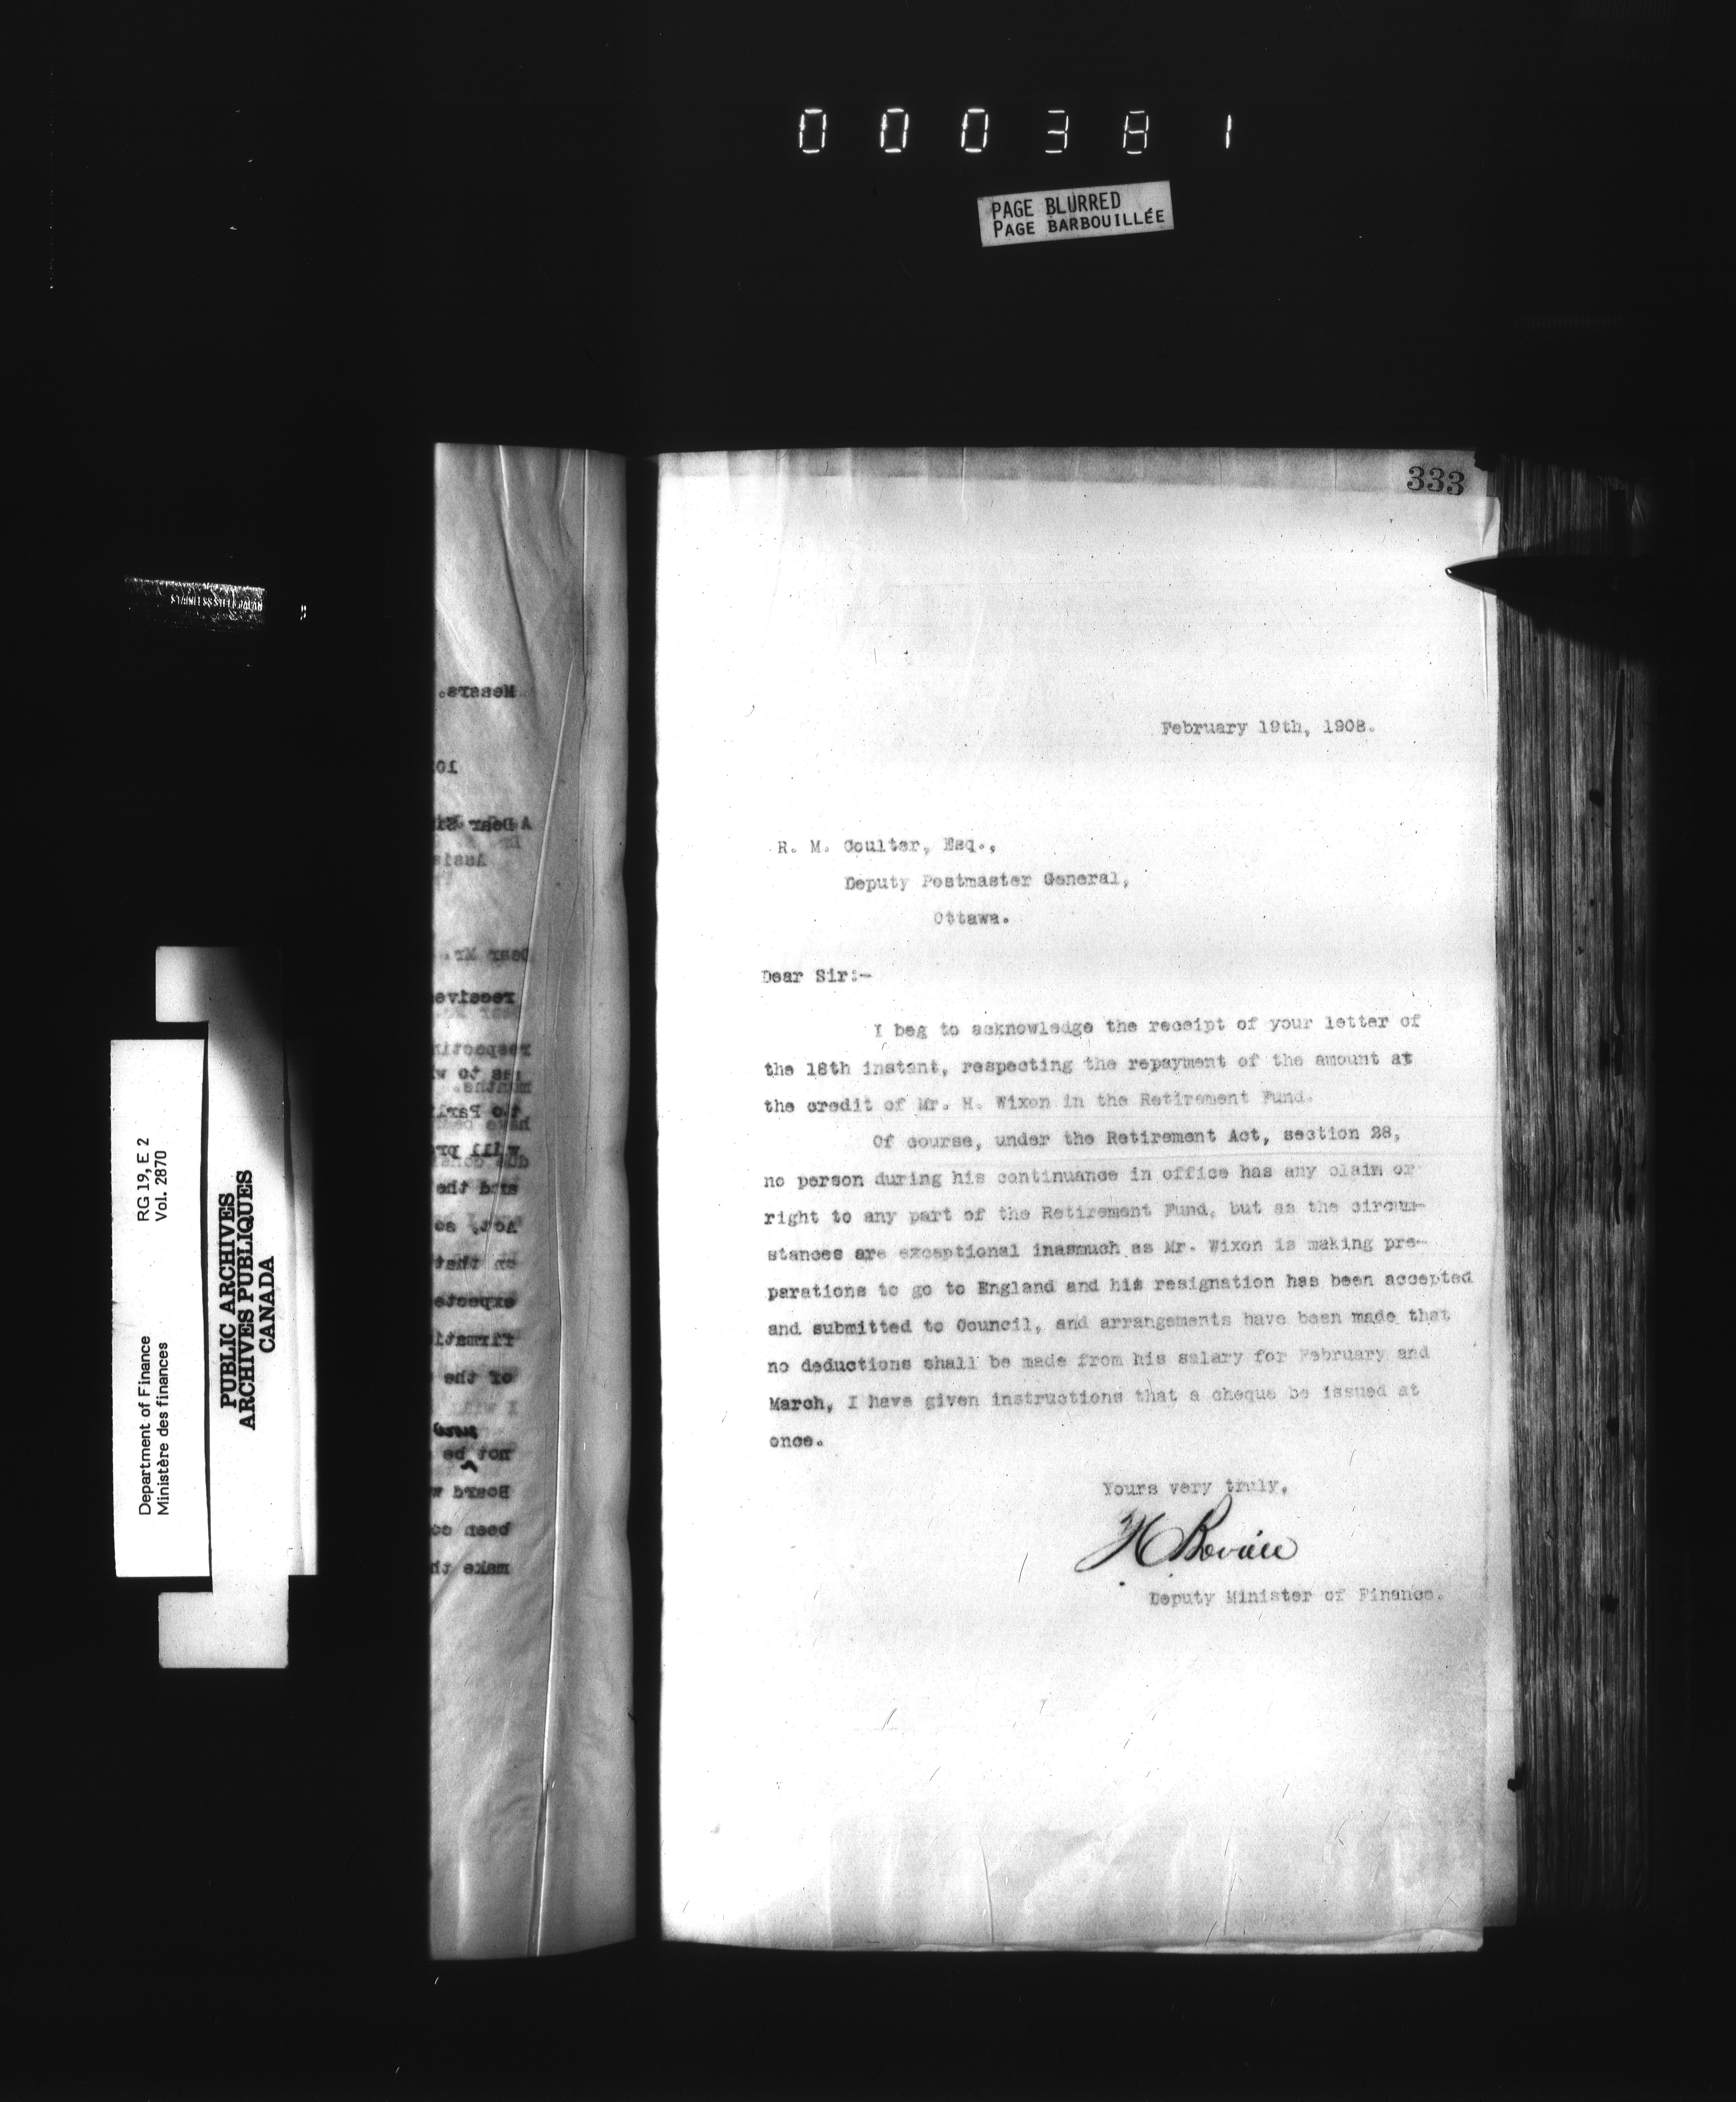 000381
PAGE BLURRED
PAGE BARBOUILLÉE
333
February 19th, 1908.
R. M. Coulter, Esq.,
Deputy Postmaster General,
Ottawa.
Dear Sir:-
I beg to acknowledge the receipt of your letter of
the 18th instant, respecting the repayment of the amount at
the credit of Mr. H. Wixon in the Retirement Fund.
Of course, under the Retirement Act, section 28,
no person during his continuance in office has any claim or
right to any part of the Retirement Fund, but as the circum-
stances are exceptional inasmuch as Mr. Wixon is making pre-
parations to go to England and his resignation has been accepted
and submitted to Council, and arrangements have been made that
no deductions shall be made from his salary for February and
March, I have given instructions that a cheque be issued at
once.
Yours very truly,
Deputy Minister of Finance.
Department of Finance
Ministère des finances
RG 19, E 2
Vol. 2870
PUBLIC ARCHIVES
ARCHIVES PUBLIQUES
CANADA
Messrs.
Dear Mr.